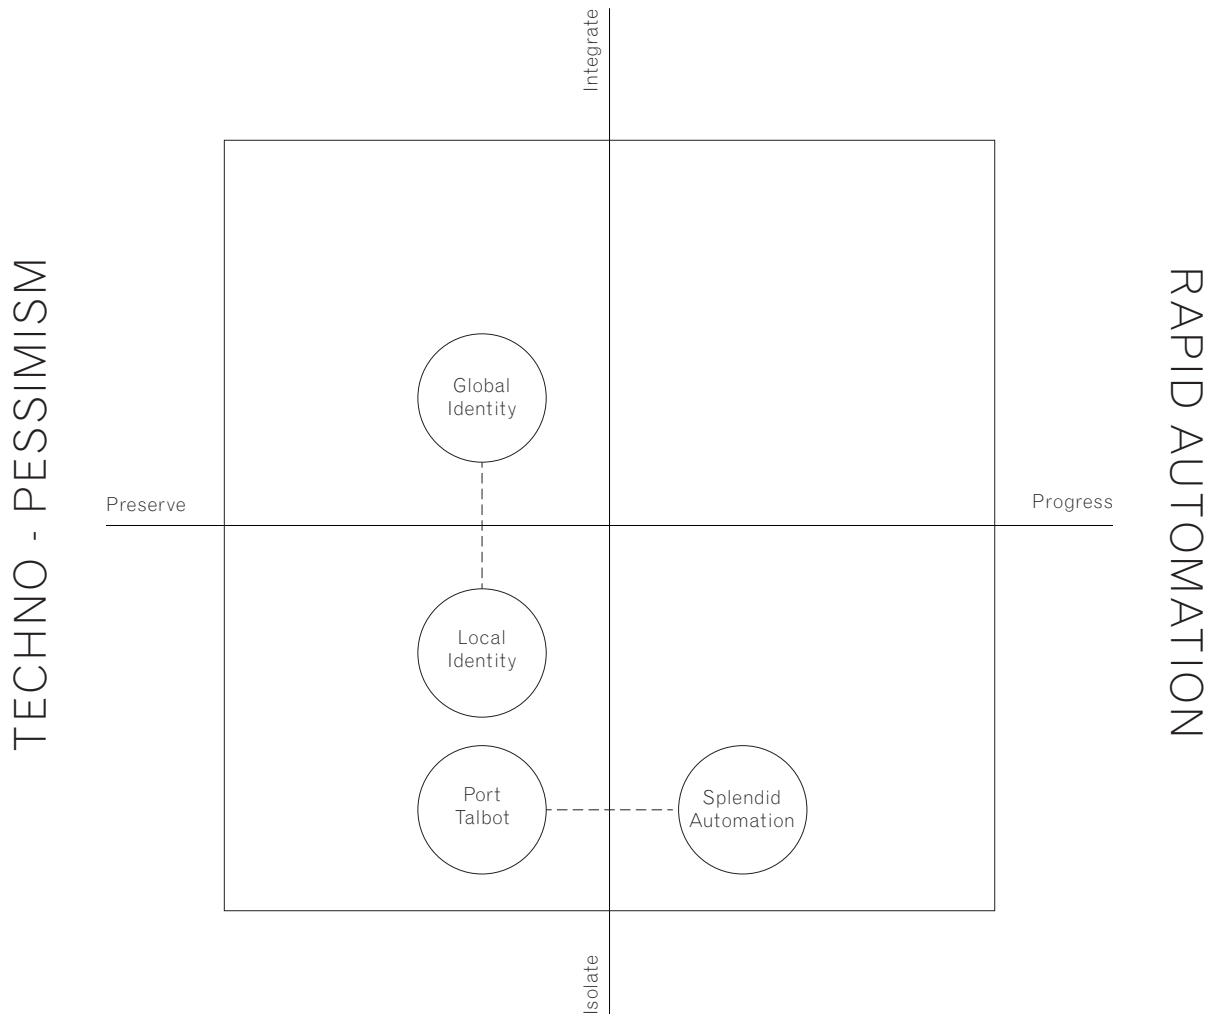 Integrate
TECHNO - PESSIMISM
RAPID AUTOMATION
Global
Identity
Preserve
Progress
Local
Identity
Port
Talbot
Splendid
Automation
Isolate